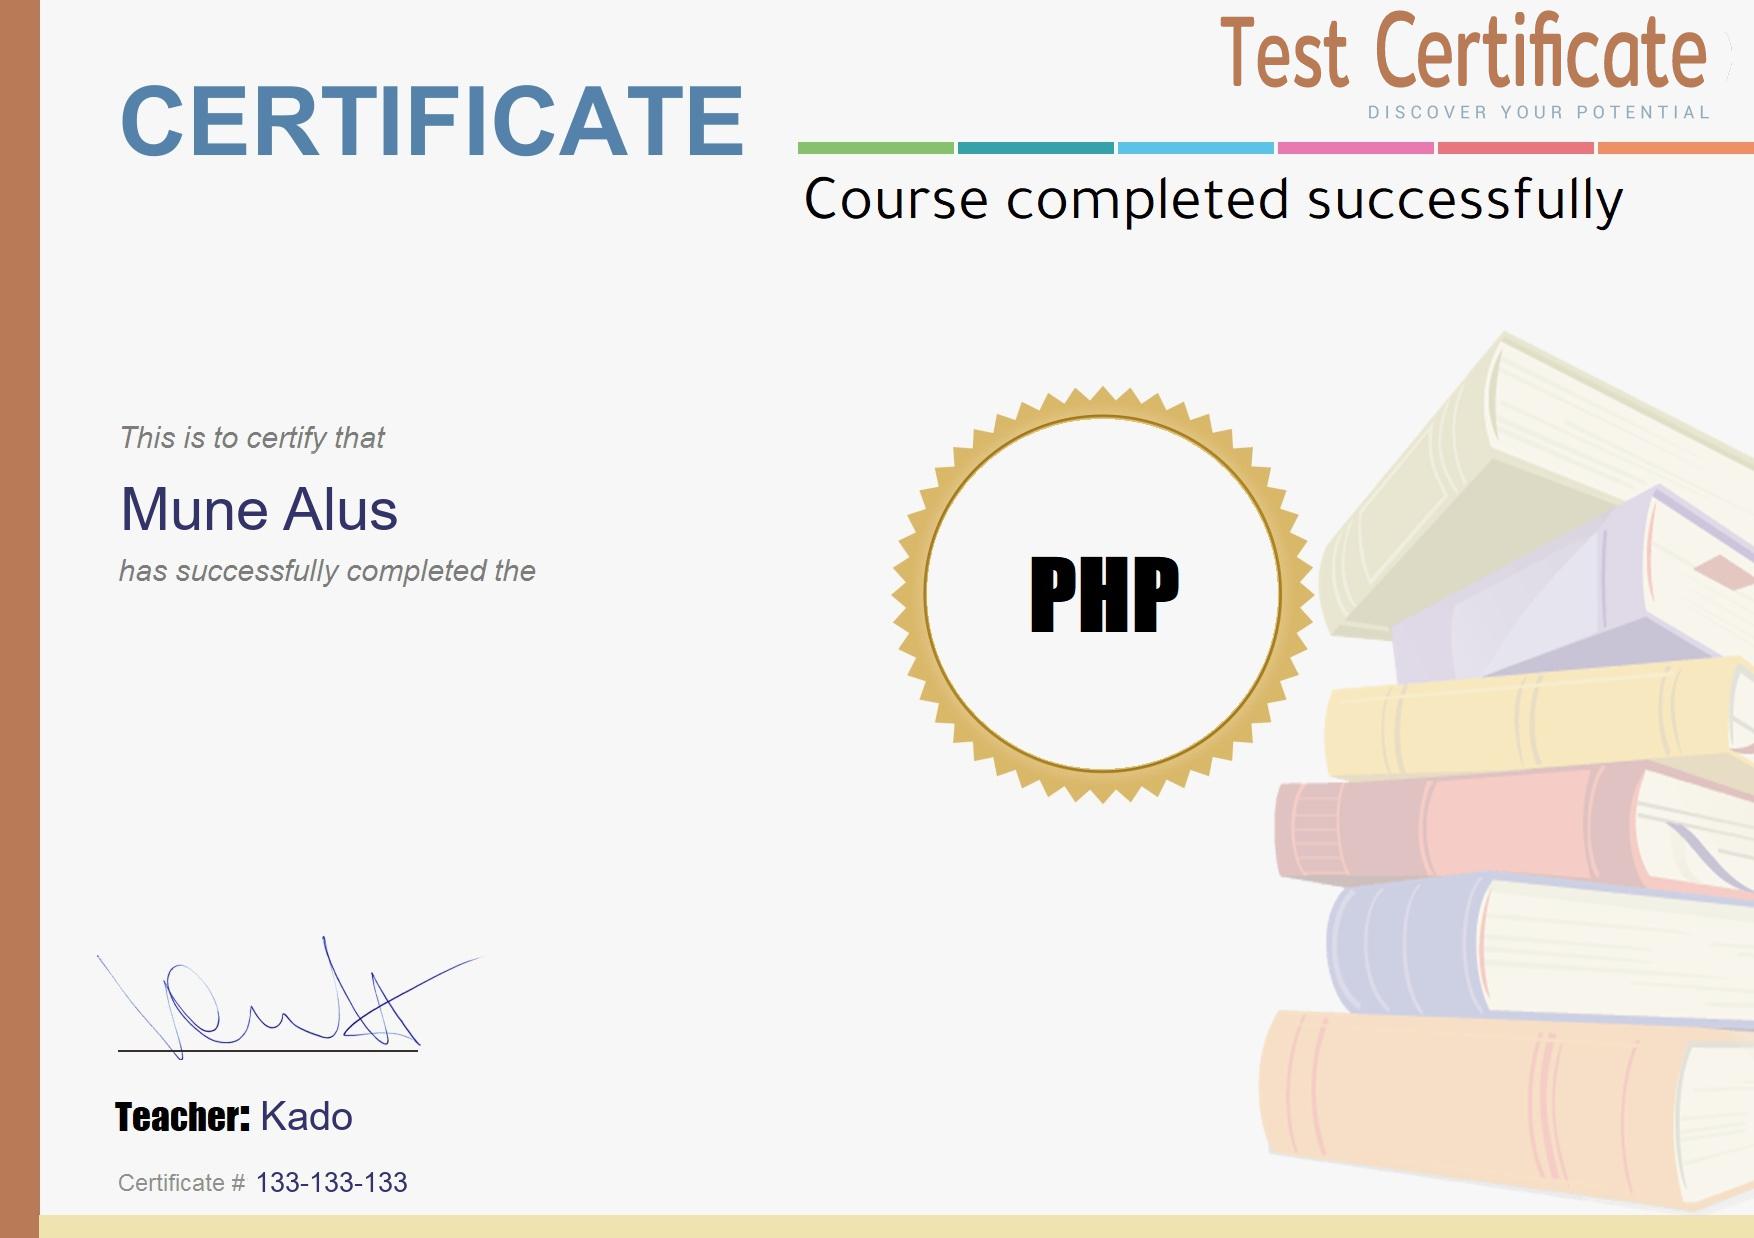 Test Certificate
DISCOVER YOUR POTENTIAL
CERTIFICATE
Course completed successfully
This is to certify that
Mune Alus
has successfully completed the
PHP
Teacher: Kado
Certificate # 133-133-133